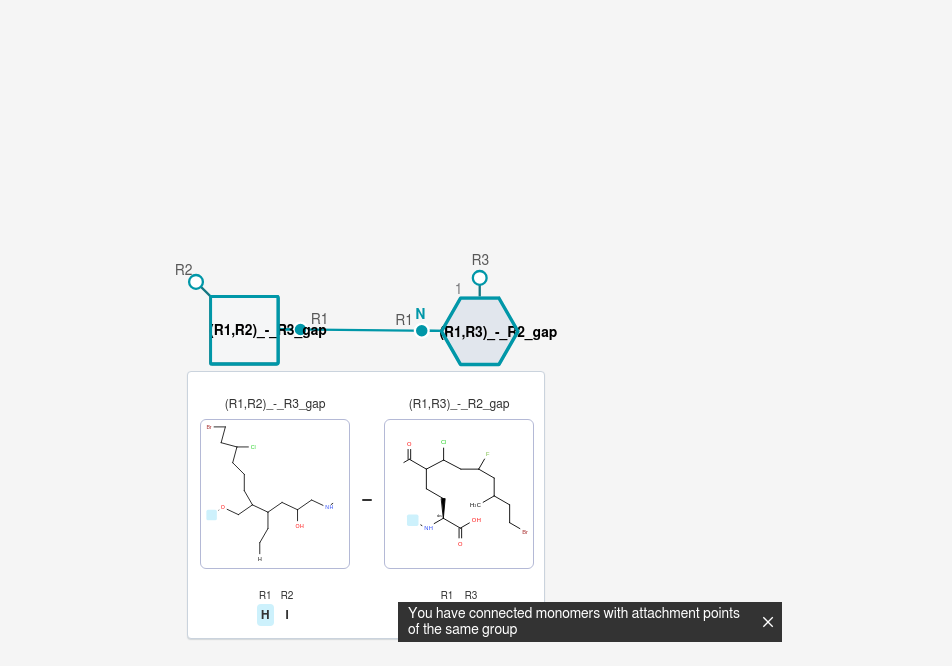 R2
R3
1
R1
R1
N
(R1,R2)_-_R3_gap
(R1,R3)_-_R2_gap
(R1,R2)_-_R3_gap
(R1,R3)_-_R2_gap
Br
Cl
O
NH
OH
H
O
Cl
F
H₃C
NH
OH
O
Br
–
R1 R2
R1 R3
H I
You have connected monomers with attachment points
of the same group